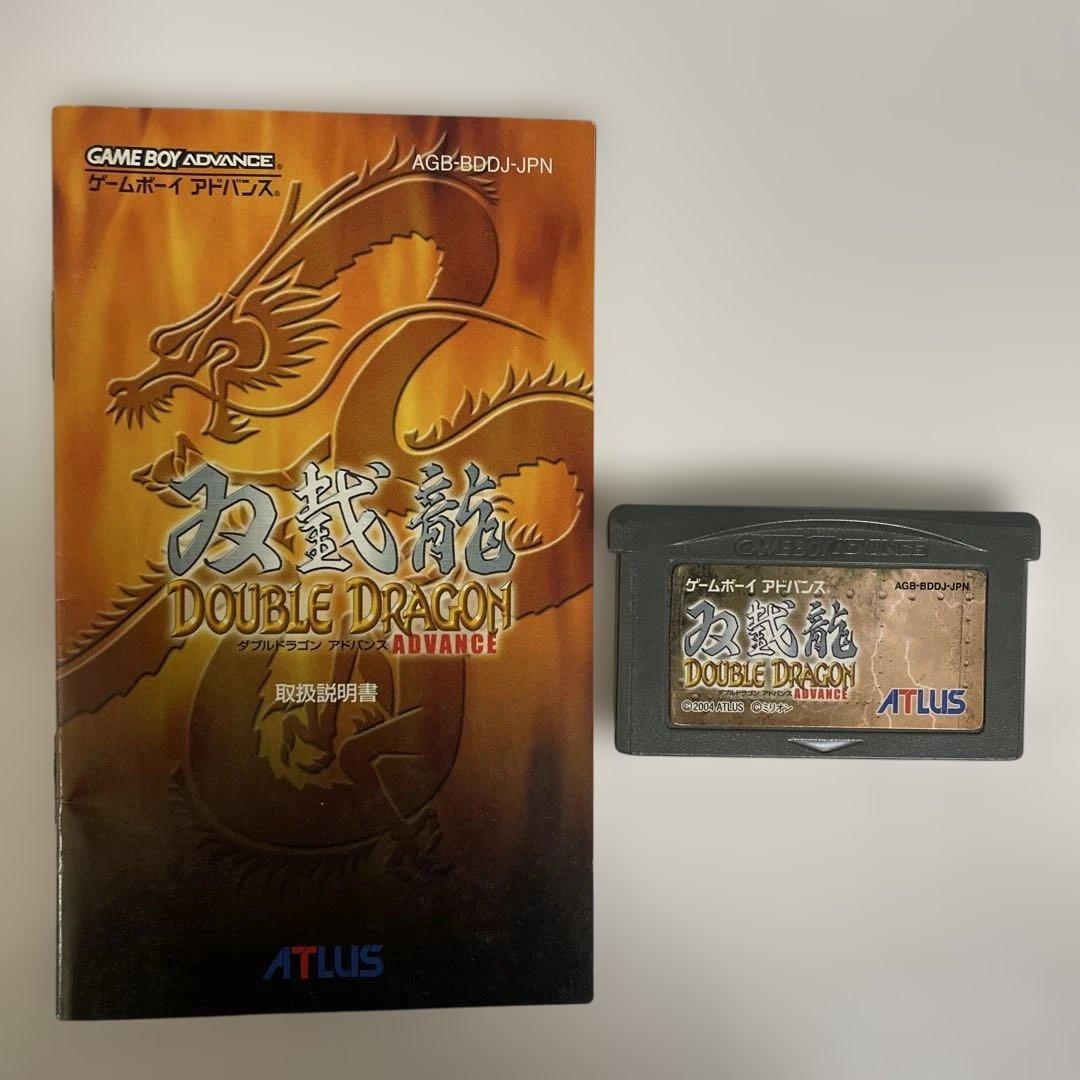 GAME BOY ADVANCE
ゲームボーイ アドバンス
AGB-BDDJ-JPN
双截龍
DOUBLE DRAGON
ダブルドラゴン アドバンス ADVANCE
取扱説明書
ATLUS
GAME BOY ADVANCE
ゲームボーイ アドバンス
AGB-BDDJ-JPN
双截龍
DOUBLE DRAGON
ダブルドラゴン アドバンス ADVANCE
©2004 ATLUS ©ミリオン
ATLUS